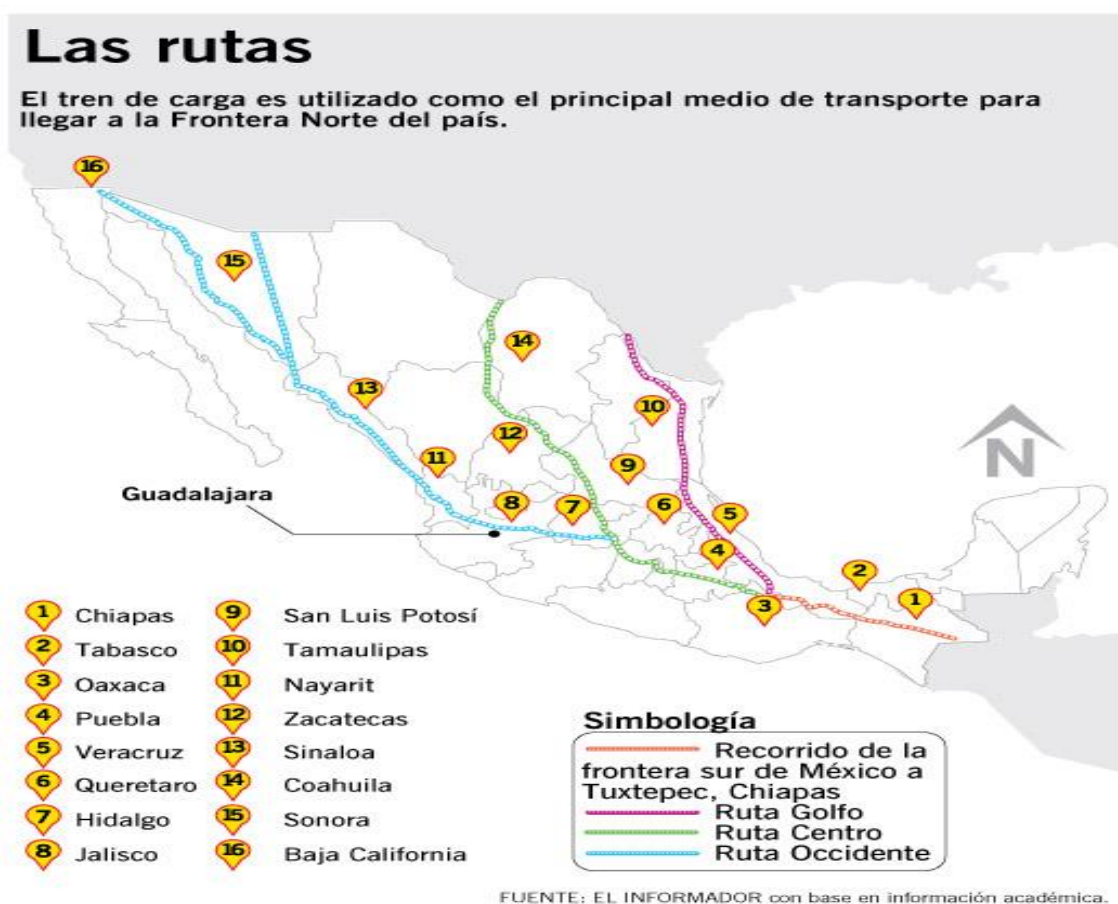 Las rutas
El tren de carga es utilizado como el principal medio de transporte para
llegar a la Frontera Norte del país.
16
15
14
13
10
12
11
9
8
7
6
5
4
Guadalajara
2
1
3
N
1 Chiapas
2 Tabasco
3 Oaxaca
4 Puebla
5 Veracruz
6 Queretaro
7 Hidalgo
8 Jalisco
9 San Luis Potosí
10 Tamaulipas
11 Nayarit
12 Zacatecas
13 Sinaloa
14 Coahuila
15 Sonora
16 Baja California
Simbología
Recorrido de la
frontera sur de México a
Tuxtepec, Chiapas
Ruta Golfo
Ruta Centro
Ruta Occidente
FUENTE: EL INFORMADOR con base en información académica.